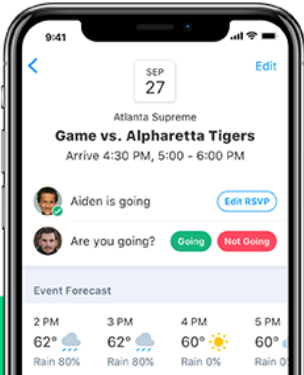 9:41
Edit
SEP
27
Atlanta Supreme
Game vs. Alpharetta Tigers
Arrive 4:30 PM, 5:00 - 6:00 PM
Aiden is going
Edit RSVP
Are you going?
Going
Not Going
Event Forecast
2 PM 3 PM 4 PM 5 PM
62° 62° 60° 60°
Rain 80% Rain 80% Rain 0% Rain